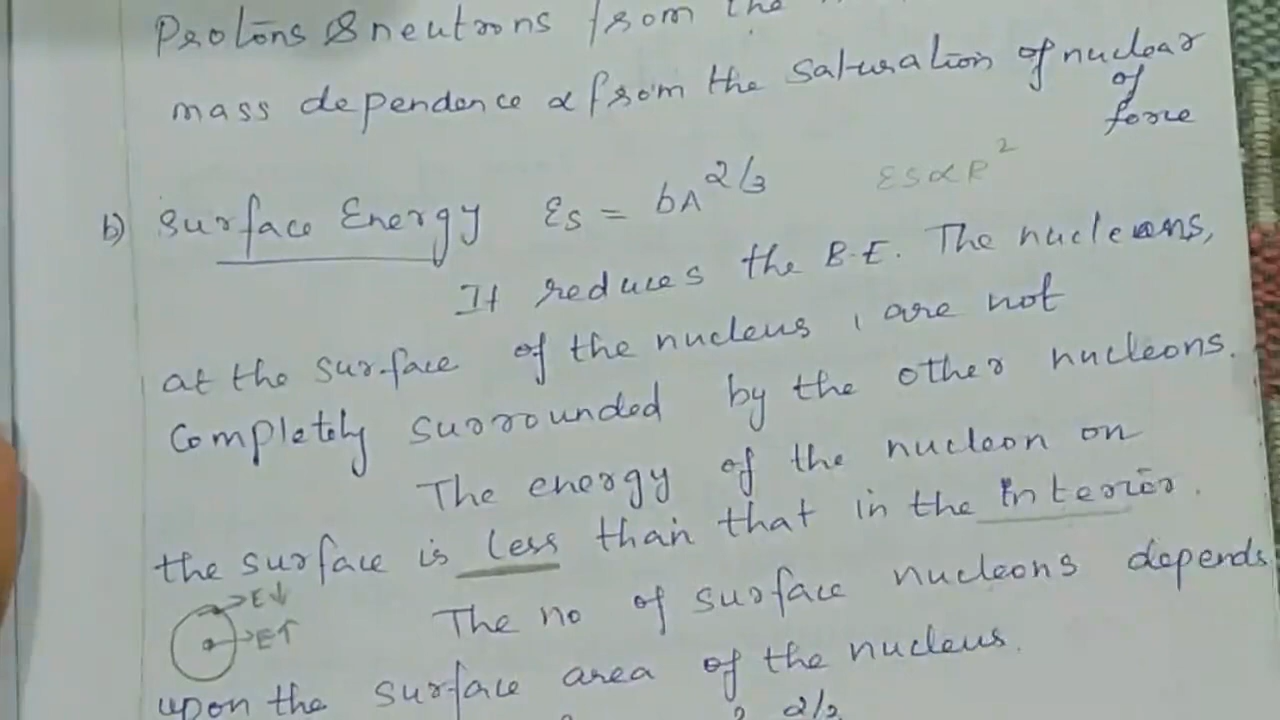 Protons & neutrons from the
mass dependence & from the saturation of nuclear
of
force
b) Surface Energy Es = bA^2/3 Es∝R^2
It reduces the B.E. The nucleons,
at the surface of the nucleus, are not
Completely surrounded by the other nucleons.
The energy of the nucleon on
the surface is less than that in the Interior.
E↓
E↑
The no of surface nucleons depends
upon the surface area of the nucleus.
2 2/3